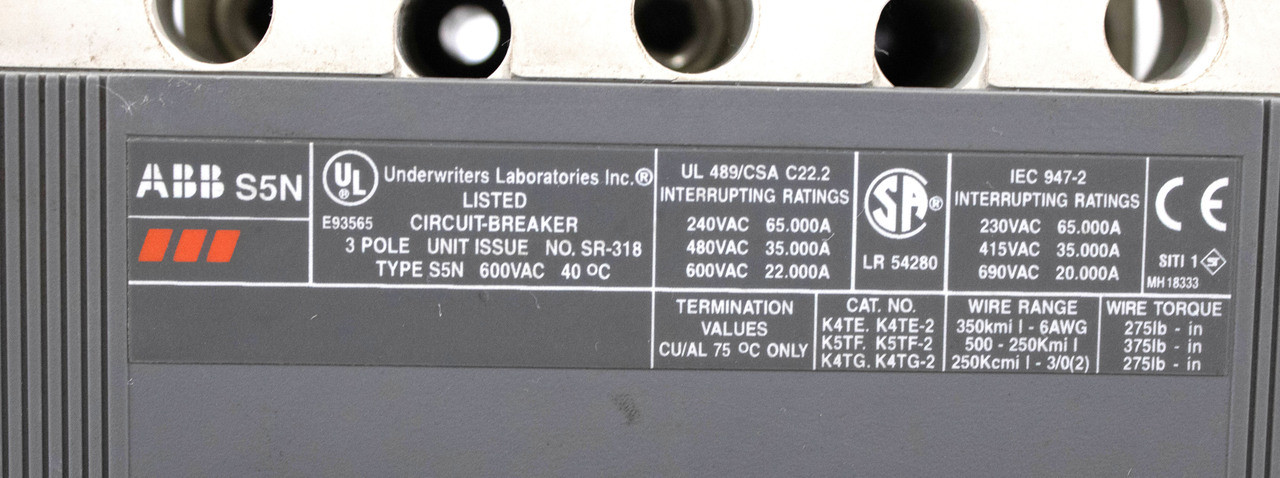 ABB S5N
UL
Underwriters Laboratories Inc.®
LISTED
E93565
CIRCUIT-BREAKER
3 POLE UNIT ISSUE NO. SR-318
TYPE S5N 600VAC 40 ºC
UL 489/CSA C22.2
INTERRUPTING RATINGS
240VAC 65.000A
480VAC 35.000A
600VAC 22.000A
SA®
LR 54280
IEC 947-2
INTERRUPTING RATINGS
230VAC 65.000A
415VAC 35.000A
690VAC 20.000A
CE
SITI 1
MH18333
TERMINATION
VALUES
CU/AL 75 ºC ONLY
CAT. NO.
K4TE. K4TE-2
K5TF. K5TF-2
K4TG. K4TG-2
WIRE RANGE
350kmi l - 6AWG
500 - 250Kmi l
250Kcmi l - 3/0(2)
WIRE TORQUE
275lb - in
375lb - in
275lb - in